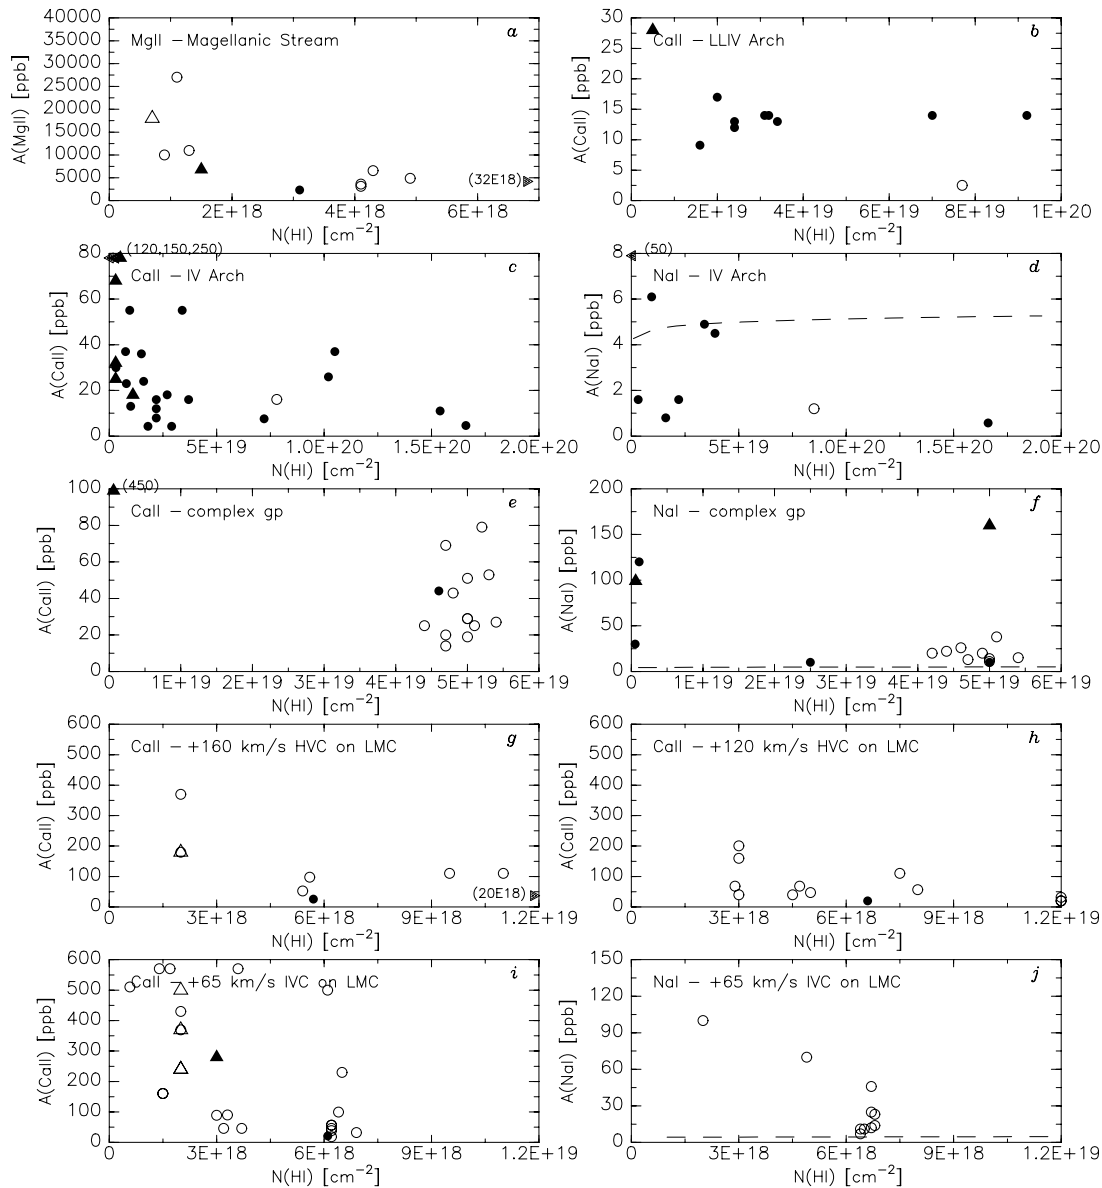 40000
35000
30000
25000
20000
15000
10000
5000
0
A(MgII) [ppb]
MgII – Magellanic Stream
a
(32E18)
0 2E+18 4E+18 6E+18
N(HI) [cm−2]
30
25
20
15
10
5
0
A(CaII) [ppb]
CaII – LLIV Arch
b
0 2E+19 4E+19 6E+19 8E+19 1E+20
N(HI) [cm−2]
80
60
40
20
0
A(CaII) [ppb]
(120,150,250)
CaII – IV Arch
c
0 5E+19 1.0E+20 1.5E+20 2.0E+20
N(HI) [cm−2]
8
6
4
2
0
A(NaI) [ppb]
(50)
NaI – IV Arch
d
0 5E+19 1.0E+20 1.5E+20 2.0E+20
N(HI) [cm−2]
100
80
60
40
20
0
A(CaII) [ppb]
(450)
CaII – complex gp
e
0 1E+19 2E+19 3E+19 4E+19 5E+19 6E+19
N(HI) [cm−2]
200
150
100
50
0
A(NaI) [ppb]
NaI – complex gp
f
0 1E+19 2E+19 3E+19 4E+19 5E+19 6E+19
N(HI) [cm−2]
600
500
400
300
200
100
0
A(CaII) [ppb]
CaII – +160 km/s HVC on LMC
g
(20E18)
0 3E+18 6E+18 9E+18 1.2E+19
N(HI) [cm−2]
600
500
400
300
200
100
0
A(CaII) [ppb]
CaII – +120 km/s HVC on LMC
h
0 3E+18 6E+18 9E+18 1.2E+19
N(HI) [cm−2]
600
500
400
300
200
100
0
A(CaII) [ppb]
CaII – +65 km/s IVC on LMC
i
0 3E+18 6E+18 9E+18 1.2E+19
N(HI) [cm−2]
150
120
90
60
30
0
A(NaI) [ppb]
NaI – +65 km/s IVC on LMC
j
0 3E+18 6E+18 9E+18 1.2E+19
N(HI) [cm−2]